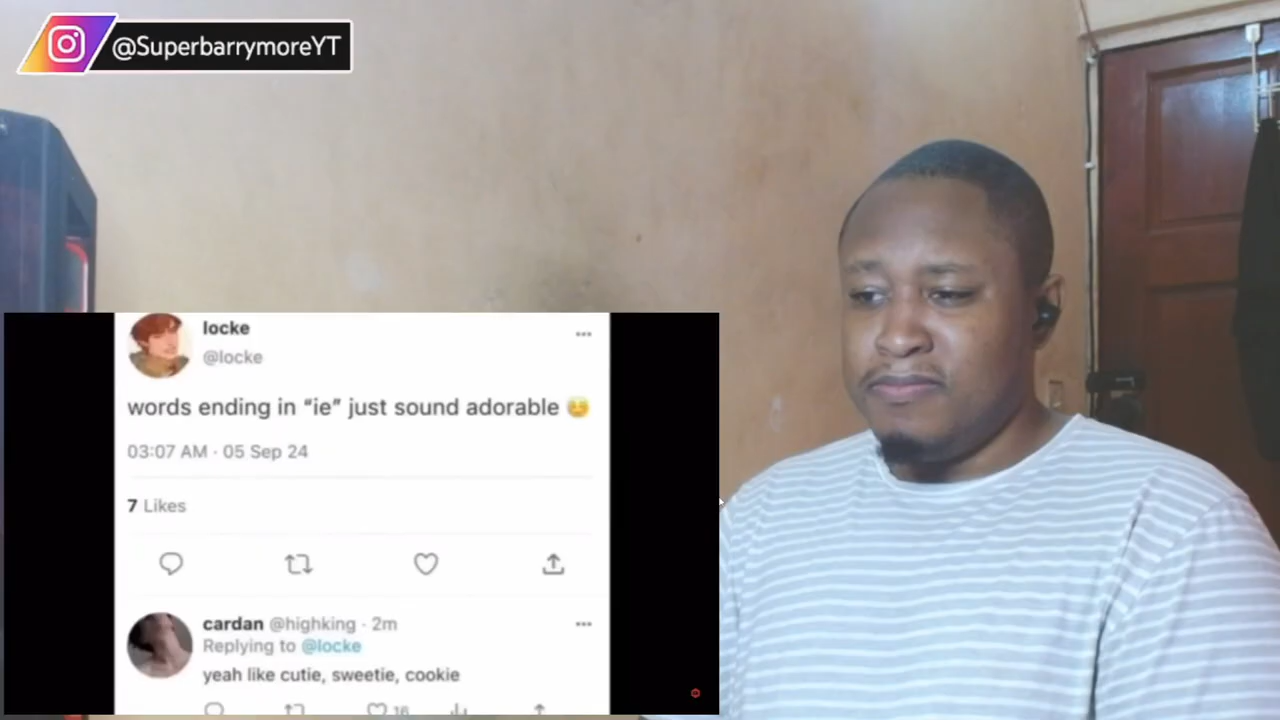 @SuperbarrymoreYT
locke
@locke
words ending in “ie” just sound adorable 😇
03:07 AM · 05 Sep 24
7 Likes
cardan @highking · 2m
Replying to @locke
yeah like cutie, sweetie, cookie
16